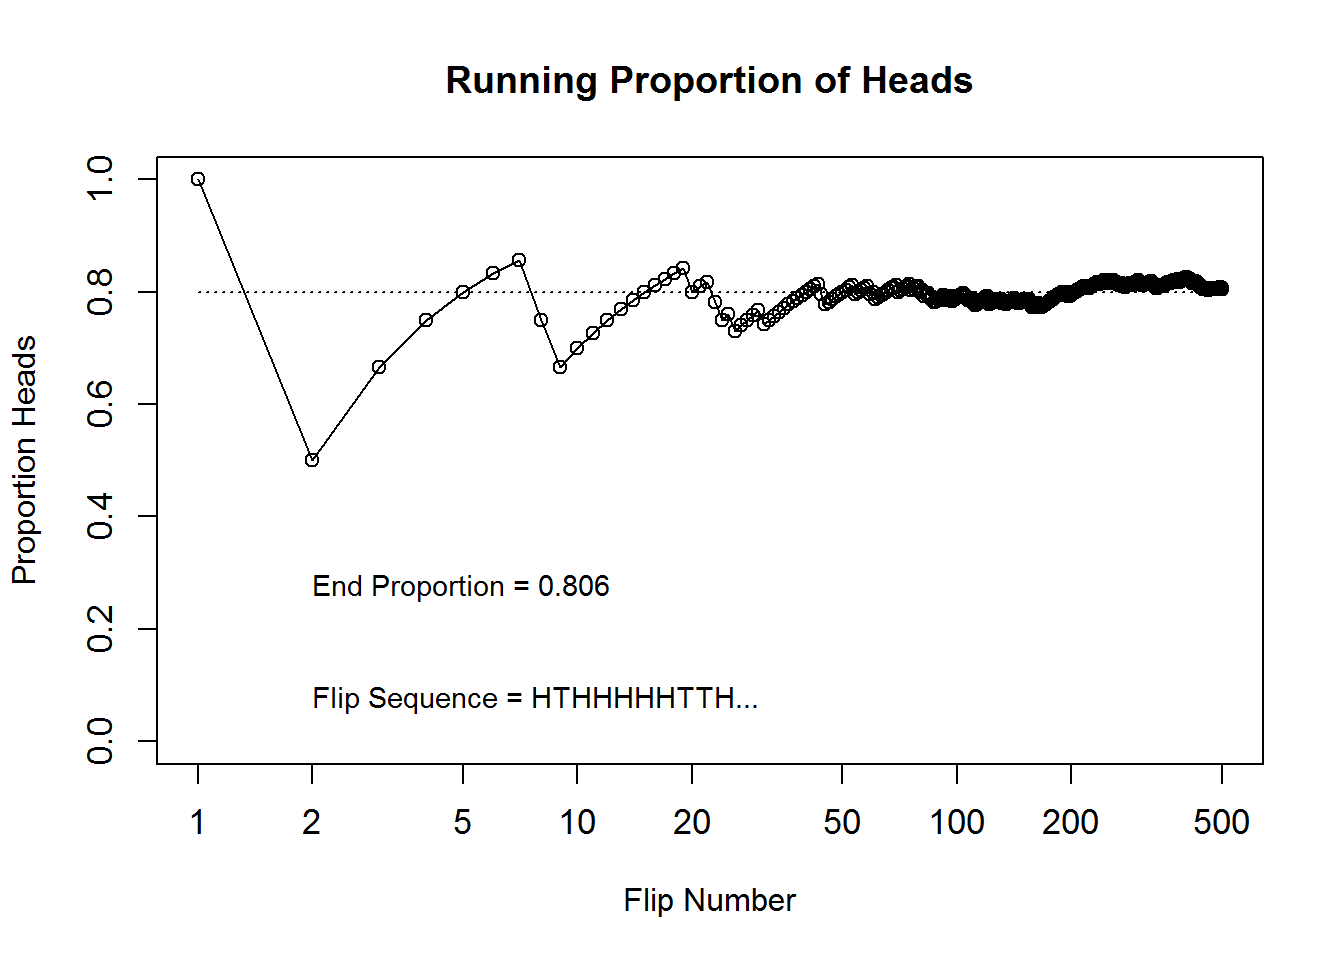 Running Proportion of Heads
Proportion Heads
1.0
0.8
0.6
0.4
0.2
0.0
End Proportion = 0.806
Flip Sequence = HTHHHHHTTH...
1 2 5 10 20 50 100 200 500
Flip Number